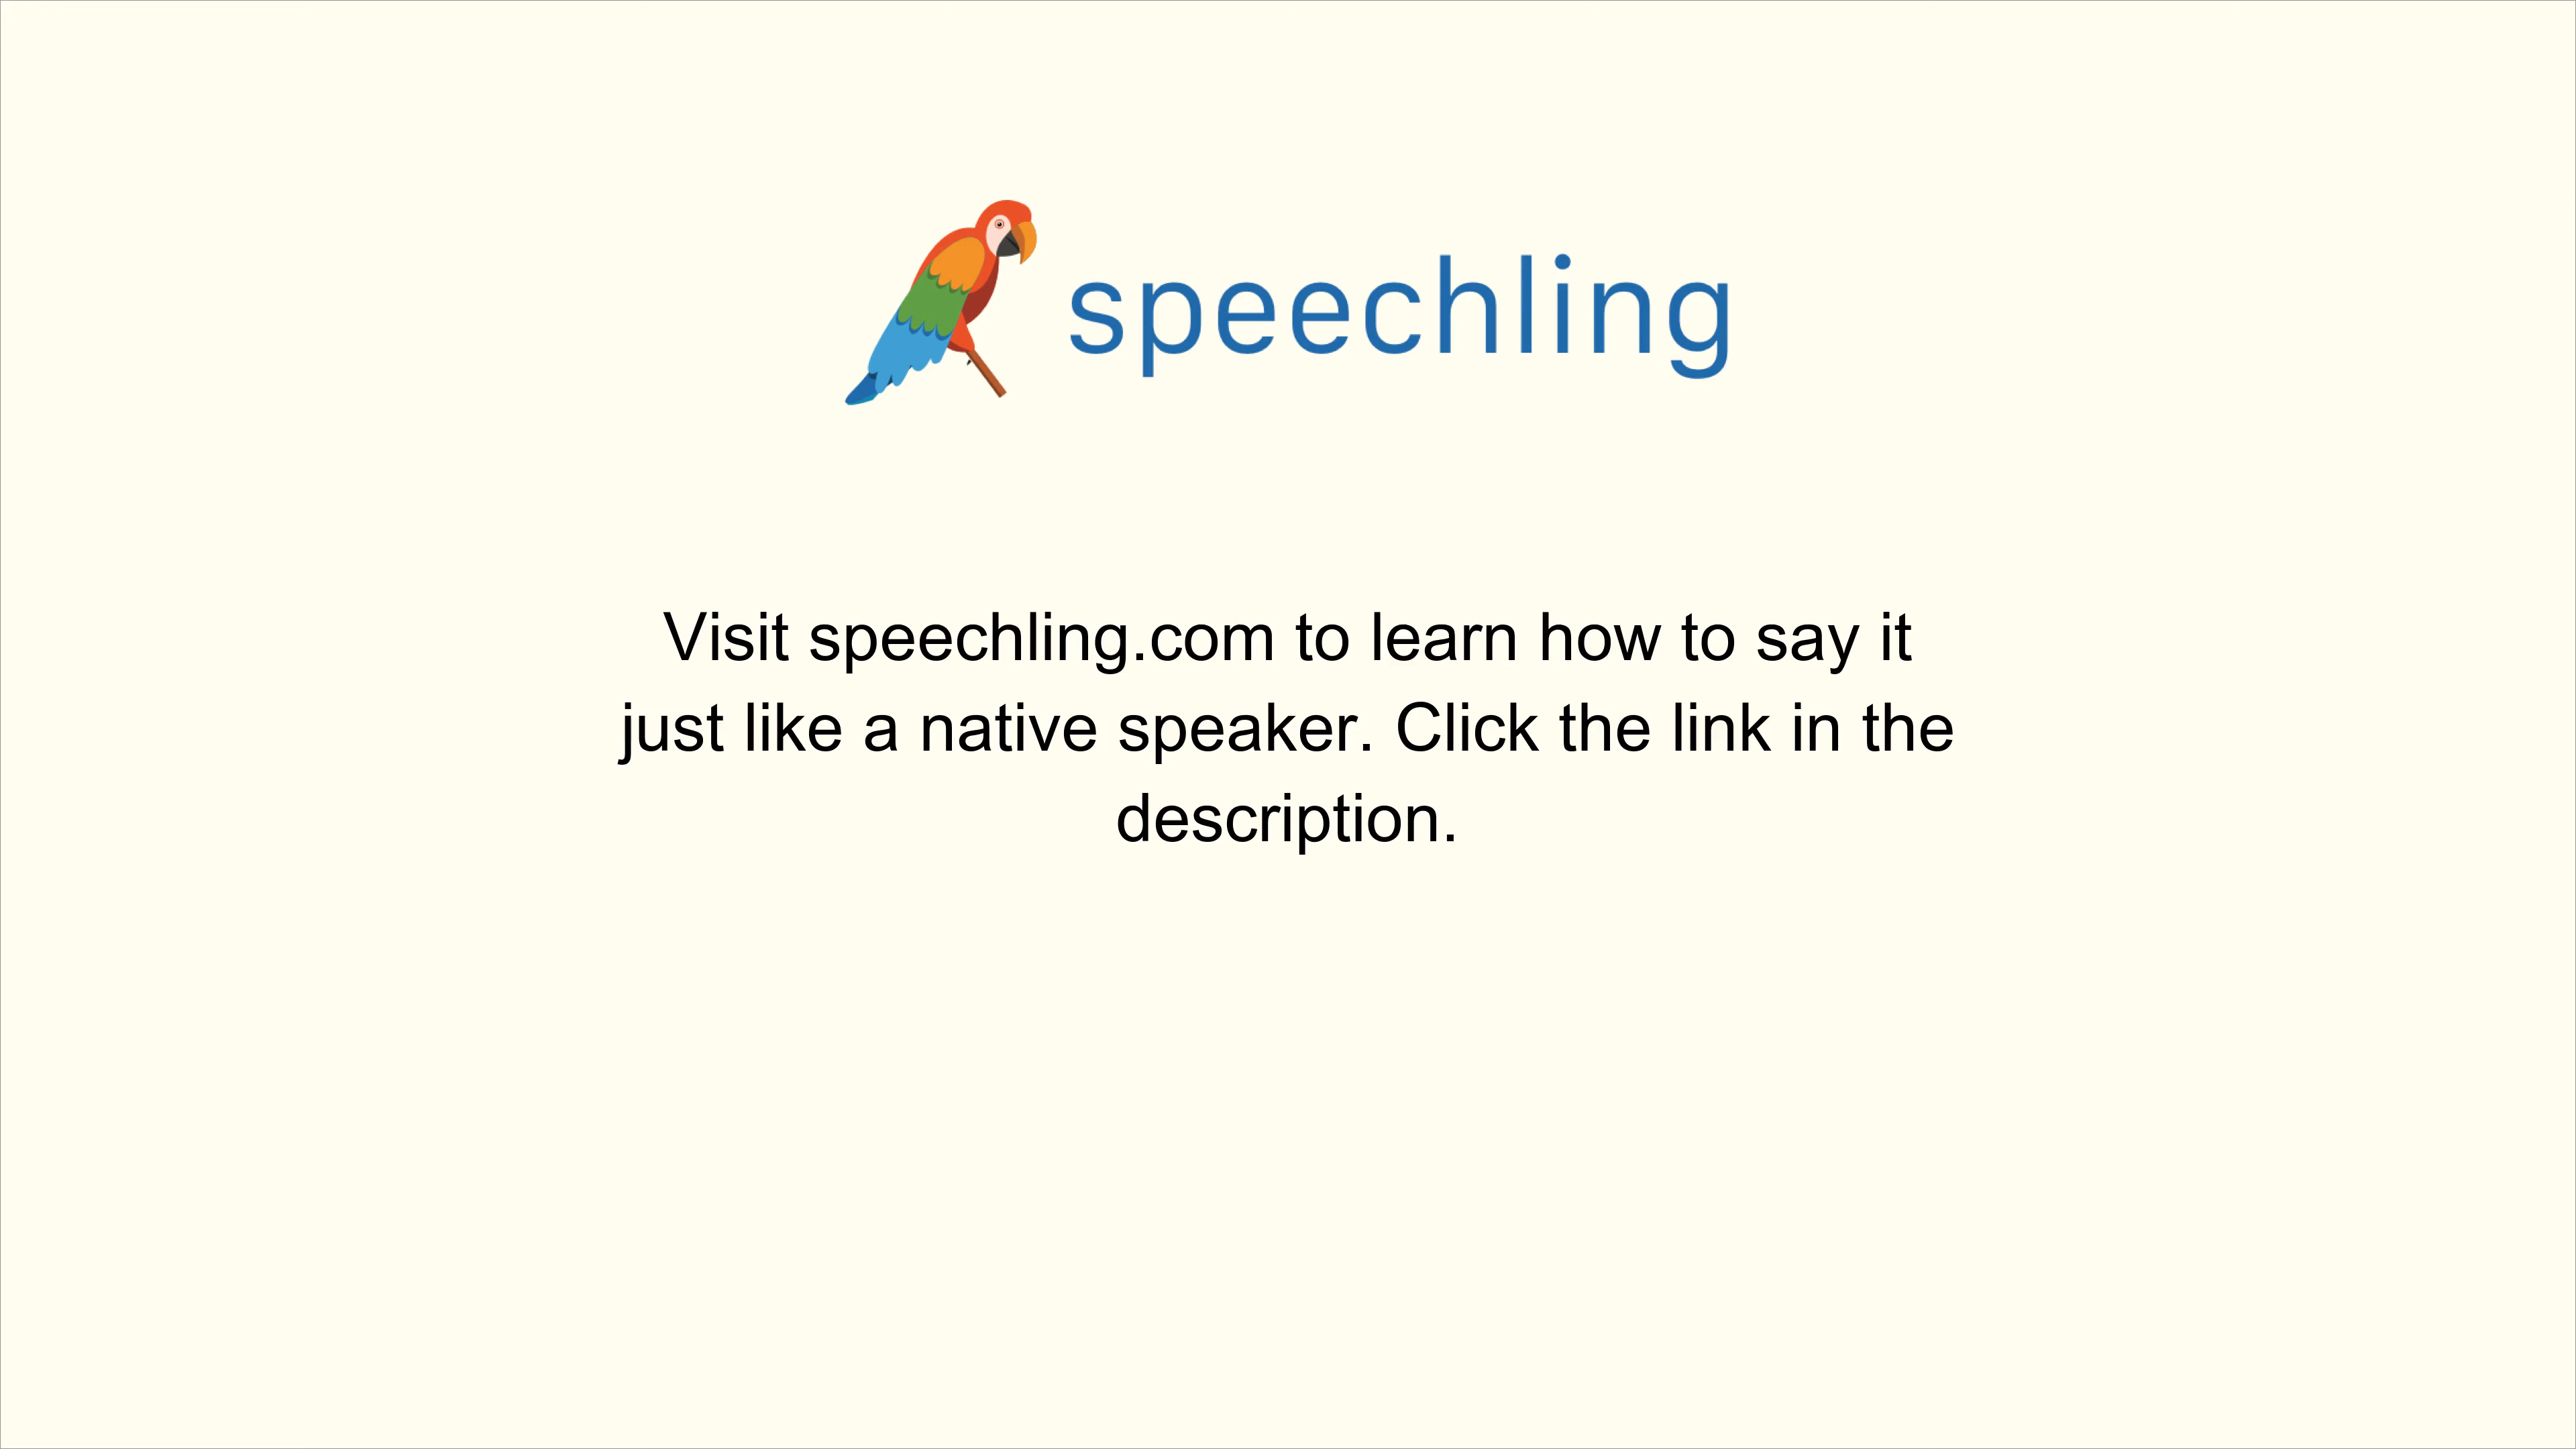 speechling
Visit speechling.com to learn how to say it
just like a native speaker. Click the link in the
description.